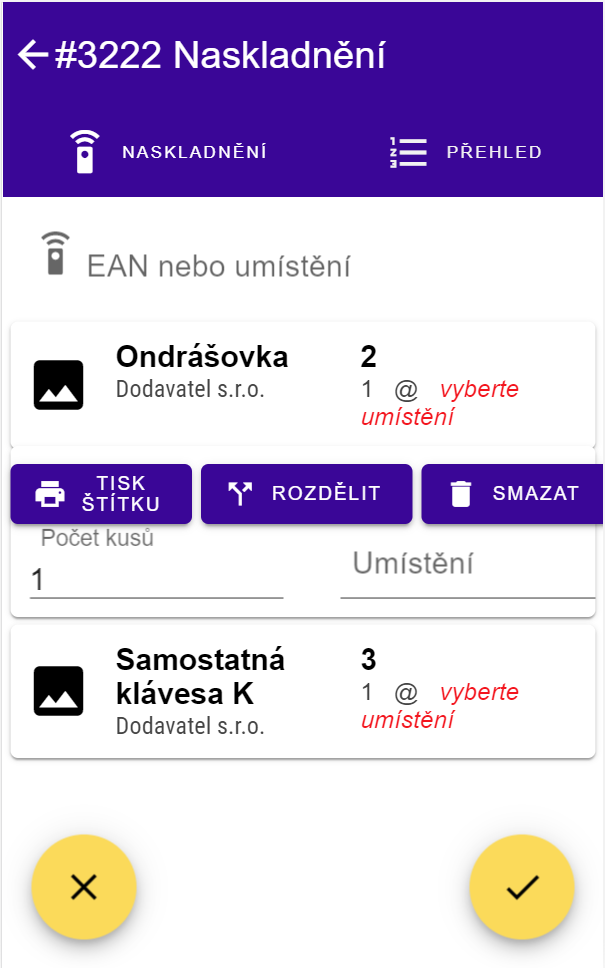 #3222 Naskladnění
NASKLADNĚNÍ
PŘEHLED
EAN nebo umístění
Ondrášovka
Dodavatel s.r.o.
2
1 @ vyberte
umístění
TISK
ŠTÍTKU
ROZDĚLIT
SMAZAT
Počet kusů
1
Umístění
Samostatná
klávesa K
Dodavatel s.r.o.
3
1 @ vyberte
umístění